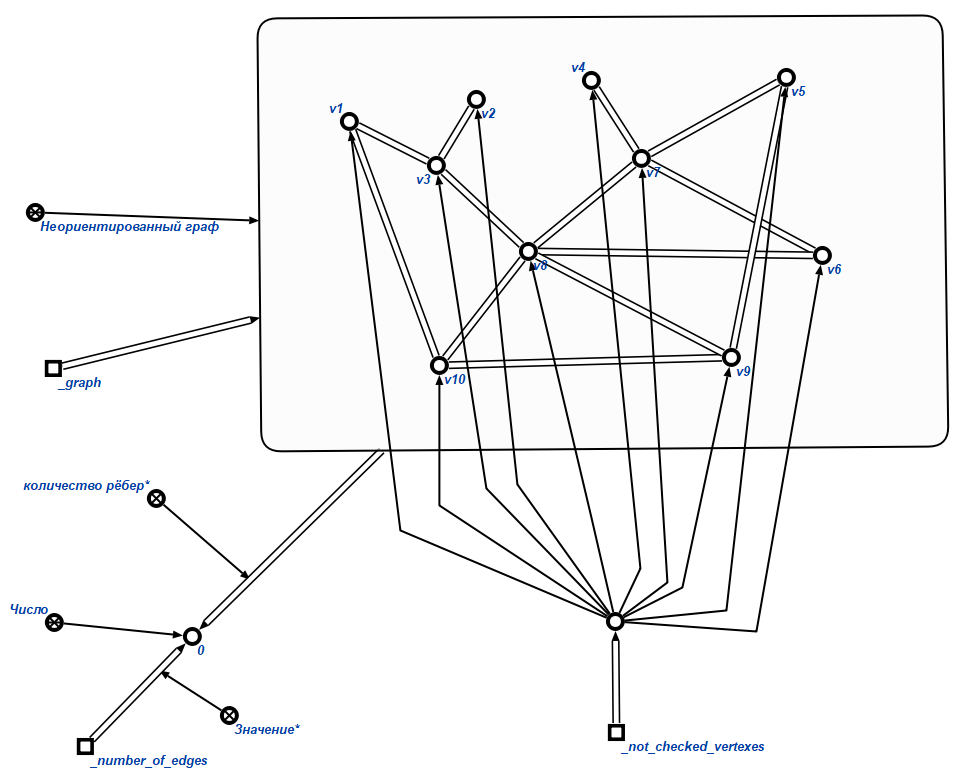 v4
v5
v1
v2
v3
v7
Неориентированный граф
v8
v6
_graph
v10
v9
количество рёбер*
Число
0
Значение*
_number_of_edges
_not_checked_vertexes